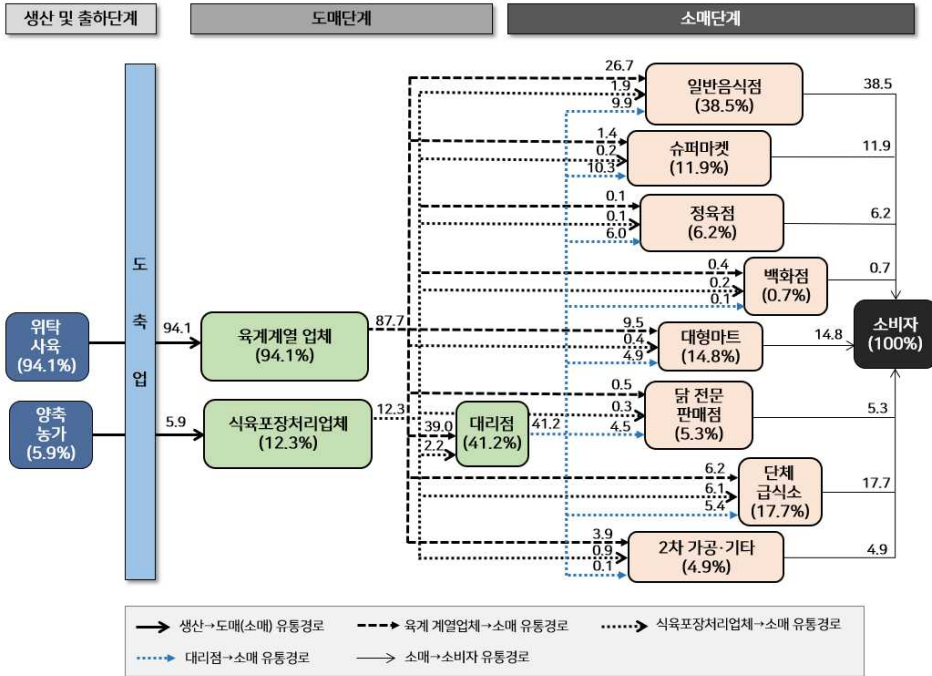 생산 및 출하단계
도매단계
소매단계
도
축
업
위탁
사육
(94.1%)
양축
농가
(5.9%)
94.1
5.9
육계계열 업체
(94.1%)
식육포장처리업체
(12.3%)
87.7
12.3
39.0
2.2
대리점
(41.2%)
41.2
26.7
1.9
9.9
일반음식점
(38.5%)
38.5
1.4
0.2
10.3
슈퍼마켓
(11.9%)
11.9
0.1
0.1
6.0
정육점
(6.2%)
6.2
0.4
0.2
0.1
백화점
(0.7%)
0.7
9.5
0.4
4.9
대형마트
(14.8%)
14.8
0.5
0.3
4.5
닭 전문
판매점
(5.3%)
5.3
6.2
6.1
5.4
단체
급식소
(17.7%)
17.7
3.9
0.9
0.1
2차 가공·기타
(4.9%)
4.9
소비자
(100%)
생산→도매(소매) 유통경로
육계 계열업체→소매 유통경로
식육포장처리업체→소매 유통경로
대리점→소매 유통경로
소매→소비자 유통경로